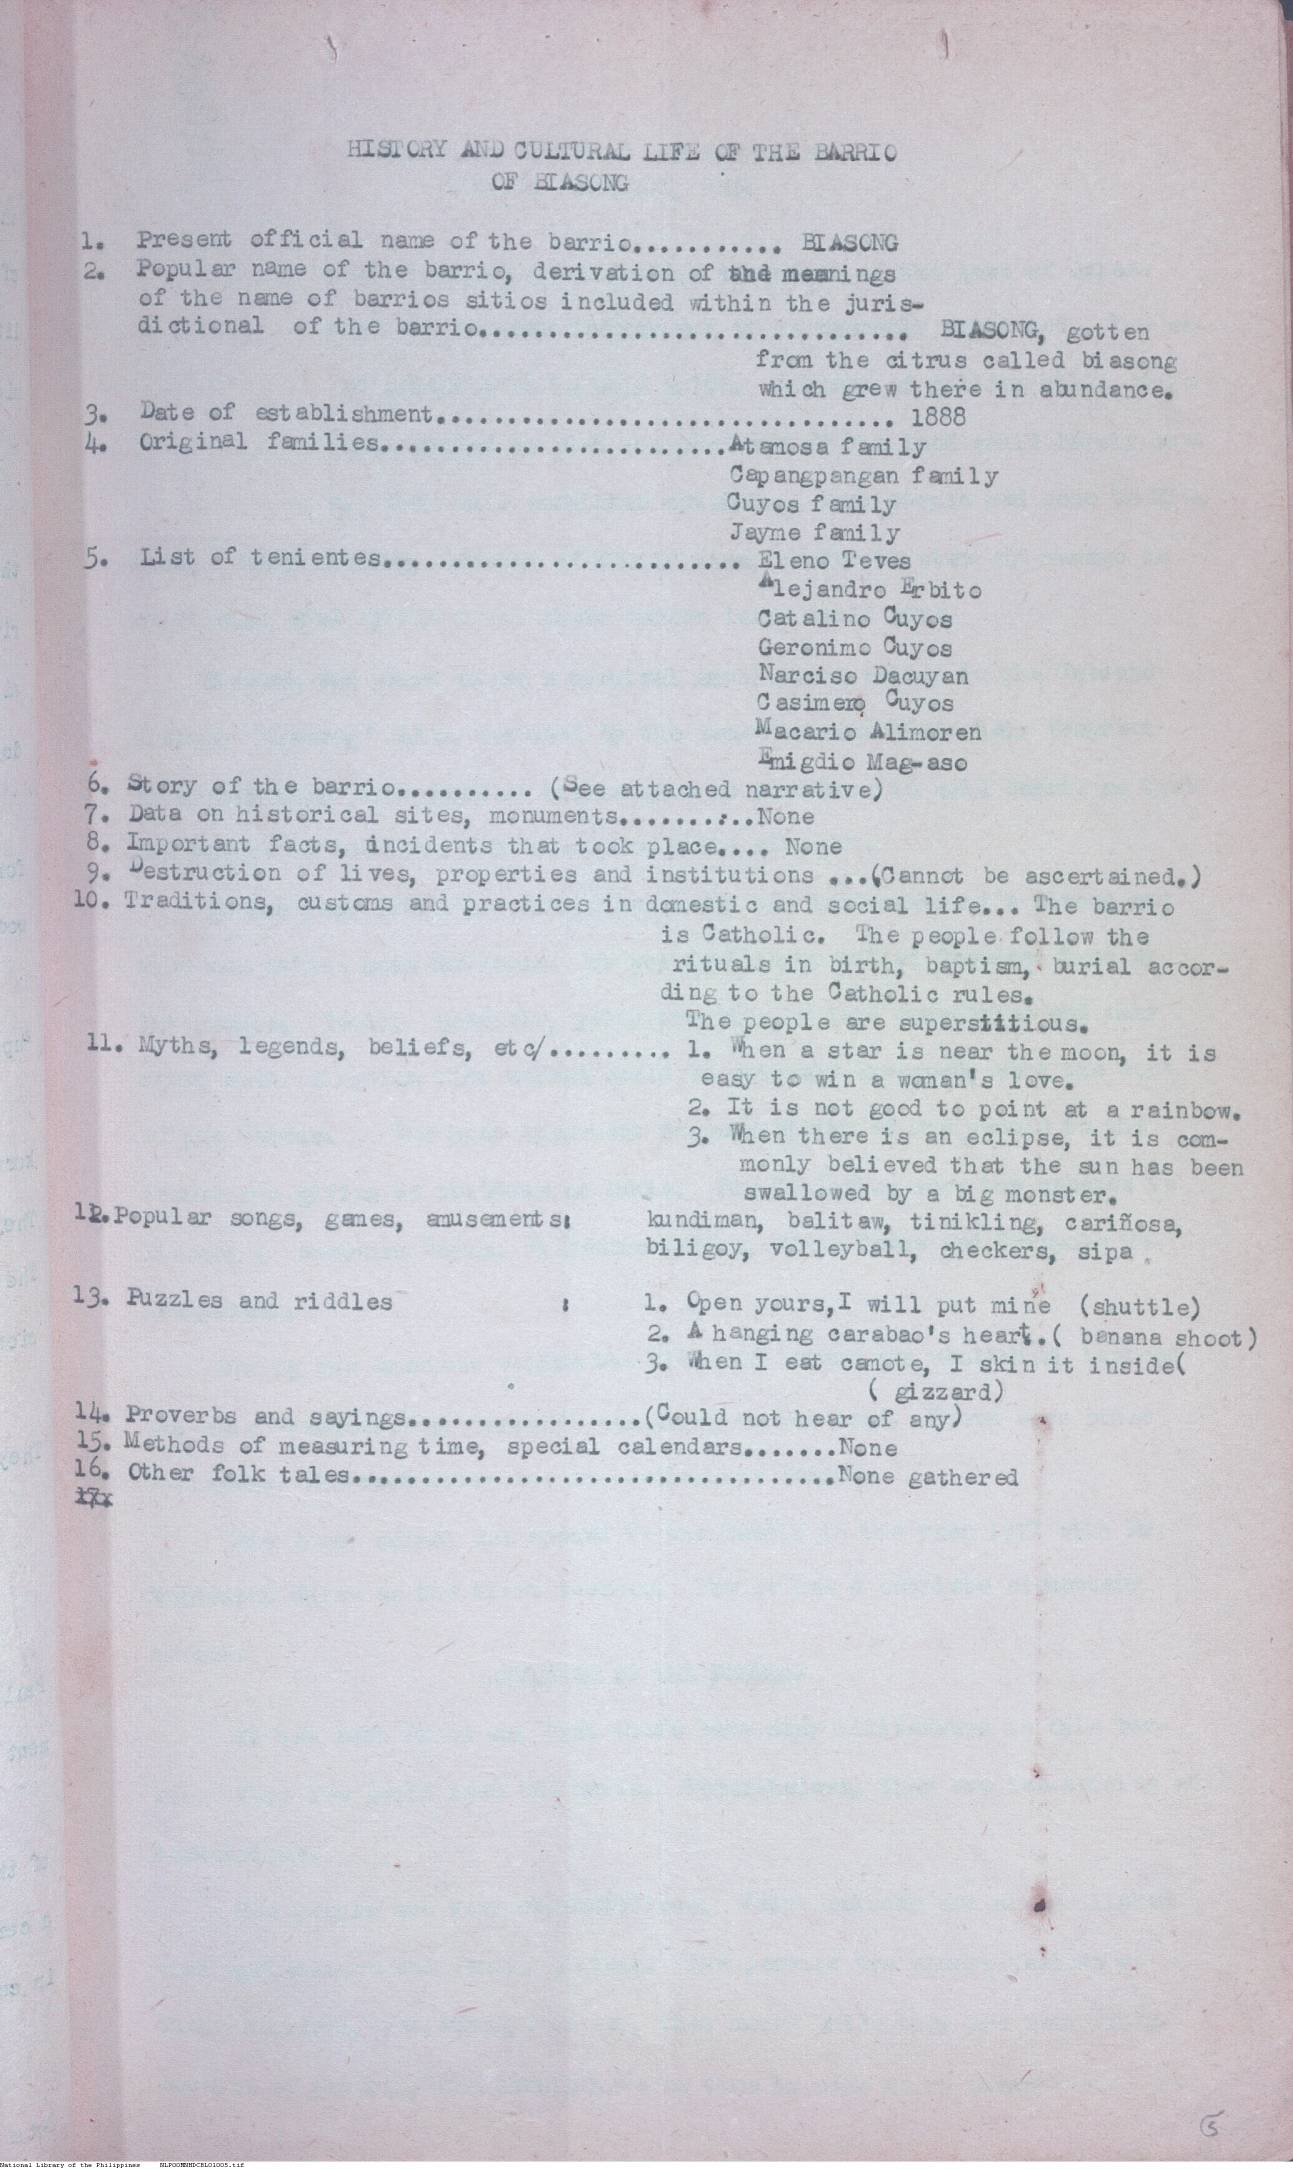 HISTORY AND CULTURAL LIFE OF THE BARRIO
OF BIASONG
1. Present official name of the barrio........... BIASONG
2. Popular name of the barrio, derivation of and meanings
of the name of barrios sitios included within the juris-
dictional of the barrio............................... BIASONG, gotten
from the citrus called biasong
which grew there in abundance.
3. Date of establishment................................. 1888
4. Original families.........................Atamosa family
Capangpangan family
Cuyos family
Jayme family
5. List of tenientes.......................... Eleno Teves
Alejandro Erbito
Catalino Cuyos
Geronimo Cuyos
Narciso Dacuyan
Casimero Cuyos
Macario Alimoren
Emigdio Mag-aso
6. Story of the barrio.......... (See attached narrative)
7. Data on historical sites, monuments.......:..None
8. Important facts, incidents that took place.... None
9. Destruction of lives, properties and institutions ...(Cannot be ascertained.)
10. Traditions, customs and practices in domestic and social life... The barrio
is Catholic. The people follow the
rituals in birth, baptism, burial accor-
ding to the Catholic rules.
The people are superstitious.
11. Myths, legends, beliefs, etc/......... 1. When a star is near the moon, it is
easy to win a woman's love.
2. It is not good to point at a rainbow.
3. When there is an eclipse, it is com-
monly believed that the sun has been
swallowed by a big monster.
12. Popular songs, games, amusements: kundiman, balitaw, tinikling, cariñosa,
biligoy, volleyball, checkers, sipa .
13. Puzzles and riddles : 1. Open yours,I will put mine (shuttle)
2. A hanging carabao's heart.( banana shoot)
3. When I eat camote, I skin it inside(
( gizzard)
14. Proverbs and sayings.................(Could not hear of any)
15. Methods of measuring time, special calendars.......None
16. Other folk tales...................................None gathered
17.
5
National Library of the Philippines NLPOOMNHDCBLO1005.tif